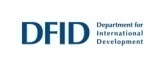 DFID
Department for
International
Development